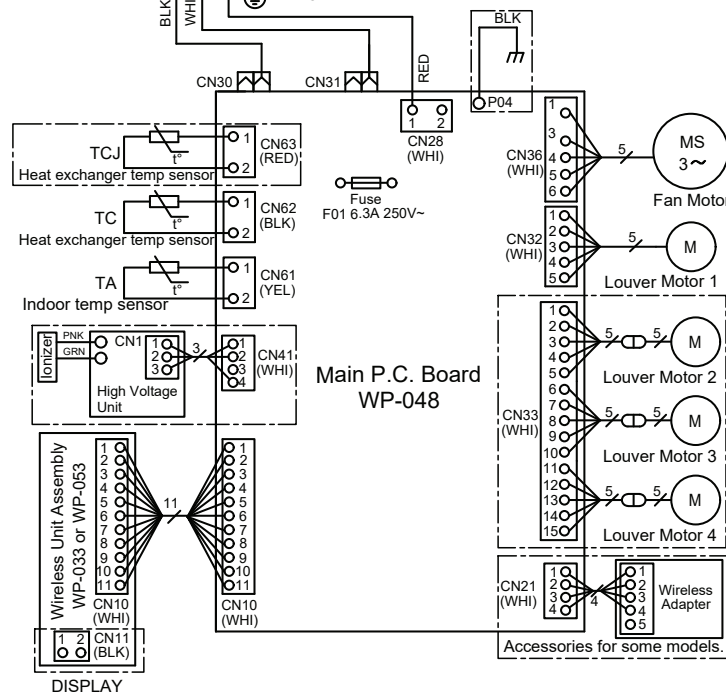 BLK
WHI
BLK
CN30
CN31
RED
P04
1 2
CN28
(WHI)
Fuse
F01 6.3A 250V~
TCJ
t°
Heat exchanger temp sensor
1
2
CN63
(RED)
TC
t°
Heat exchanger temp sensor
1
2
CN62
(BLK)
TA
t°
Indoor temp sensor
1
2
CN61
(YEL)
Ionizer
PNK
GRN
CN1
1
2
3
High Voltage
Unit
3
1
2
3
4
CN41
(WHI)
Main P.C. Board
WP-048
Wireless Unit Assembly
WP-033 or WP-053
1
2
3
4
5
6
7
8
9
10
11
CN10
(WHI)
11
1
2
3
4
5
6
7
8
9
10
11
CN10
(WHI)
1 2
CN11
(BLK)
DISPLAY
CN36
(WHI)
1
3
4
5
6
5
MS
3~
Fan Motor
CN32
(WHI)
1
2
3
4
5
5
M
Louver Motor 1
CN33
(WHI)
1
2
3
4
5
6
7
8
9
10
11
12
13
14
15
5 5
M
Louver Motor 2
5 5
M
Louver Motor 3
5 5
M
Louver Motor 4
CN21
(WHI)
1
2
3
4
4
1
2
3
4
5
Wireless
Adapter
Accessories for some models.